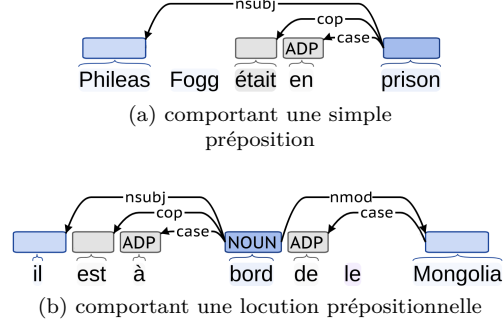 nsubj
cop
ADP case
Phileas Fogg était en prison
(a) comportant une simple
préposition
nsubj nmod
cop case
ADP case NOUN ADP
il est à bord de le Mongolia
(b) comportant une locution prépositionnelle